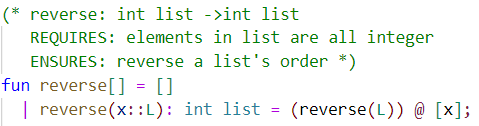 (* reverse: int list ->int list
REQUIRES: elements in list are all integer
ENSURES: reverse a list's order *)
fun reverse[] = []
| reverse(x::L): int list = (reverse(L)) @ [x];